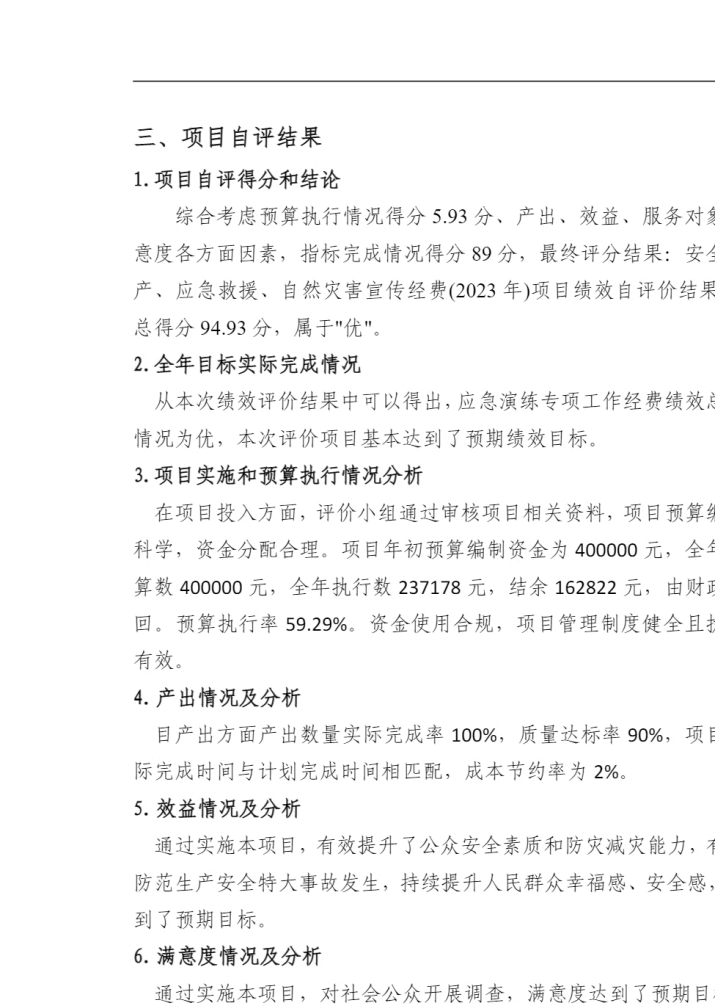 三、项目自评结果
1.项目自评得分和结论
综合考虑预算执行情况得分 5.93 分、产出、效益、服务对象
意度各方面因素，指标完成情况得分 89 分，最终评分结果：安全
产、应急救援、自然灾害宣传经费(2023 年)项目绩效自评价结果
总得分 94.93 分，属于"优"。
2.全年目标实际完成情况
从本次绩效评价结果中可以得出，应急演练专项工作经费绩效总
情况为优，本次评价项目基本达到了预期绩效目标。
3.项目实施和预算执行情况分析
在项目投入方面，评价小组通过审核项目相关资料，项目预算编
科学，资金分配合理。项目年初预算编制资金为 400000 元，全年
算数 400000 元，全年执行数 237178 元，结余 162822 元，由财政
回。预算执行率 59.29%。资金使用合规，项目管理制度健全且执
有效。
4. 产出情况及分析
目产出方面产出数量实际完成率 100%，质量达标率 90%，项目
际完成时间与计划完成时间相匹配，成本节约率为 2%。
5. 效益情况及分析
通过实施本项目，有效提升了公众安全素质和防灾减灾能力，有
防范生产安全特大事故发生，持续提升人民群众幸福感、安全感，
到了预期目标。
6. 满意度情况及分析
通过实施本项目，对社会公众开展调查，满意度达到了预期目